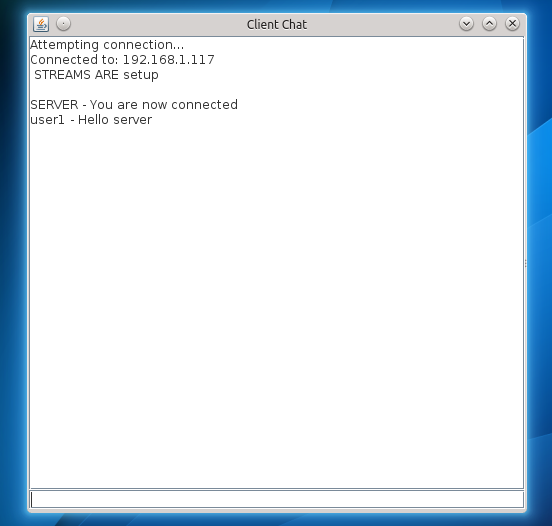 Client Chat
Attempting connection...
Connected to: 192.168.1.117
STREAMS ARE setup
SERVER - You are now connected
user1 - Hello server